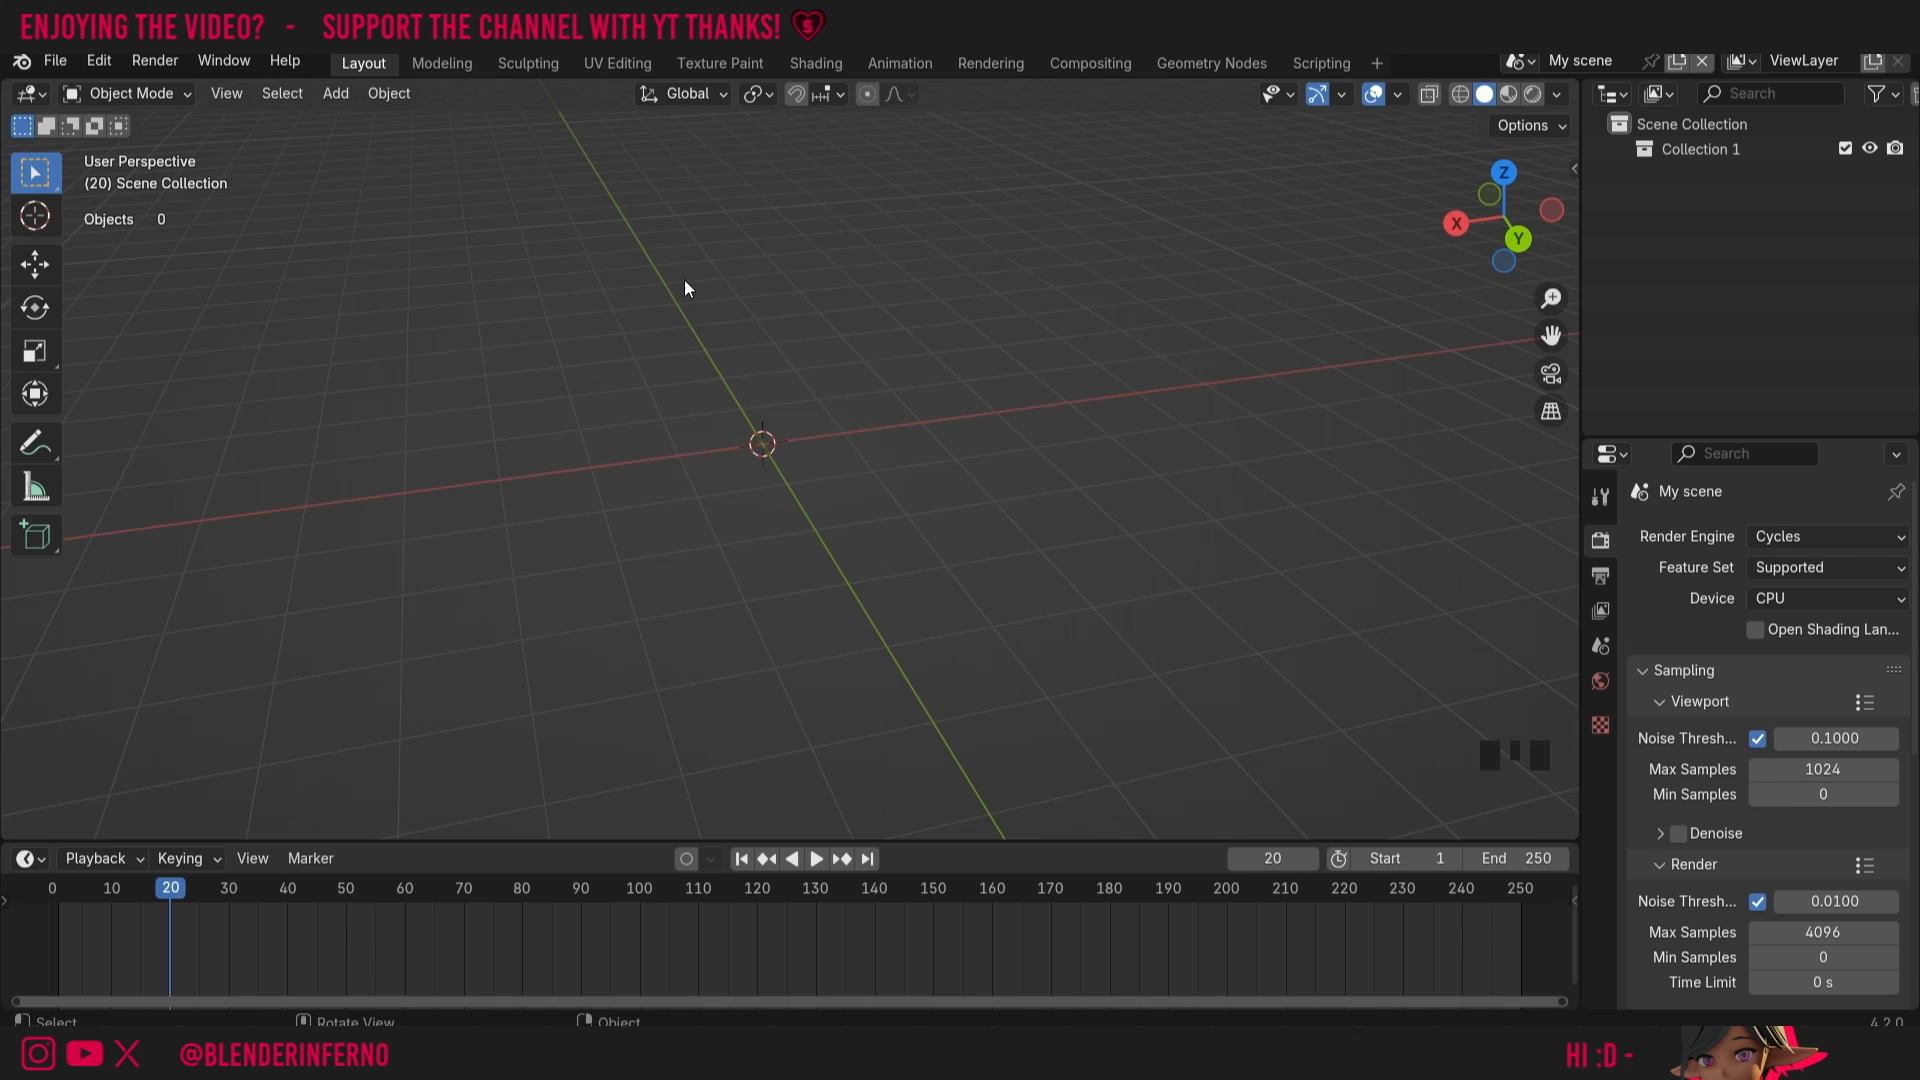 ENJOYING THE VIDEO? - SUPPORT THE CHANNEL WITH YT THANKS!
File Edit Render Window Help Layout Modeling Sculpting UV Editing Texture Paint Shading Animation Rendering Compositing Geometry Nodes Scripting + My scene ViewLayer
Object Mode View Select Add Object Global Search
Options
Scene Collection
Collection 1
User Perspective
(20) Scene Collection
Objects 0
Z
X
Y
Search
My scene
Render Engine Cycles
Feature Set Supported
Device CPU
Open Shading Lan...
Sampling
Viewport
Noise Thresh... 0.1000
Max Samples 1024
Min Samples 0
Denoise
Render
Noise Thresh... 0.0100
Max Samples 4096
Min Samples 0
Time Limit 0 s
Playback Keying View Marker 20 Start 1 End 250
0 10 20 30 40 50 60 70 80 90 100 110 120 130 140 150 160 170 180 190 200 210 220 230 240 250
Select Rotate View Object 4.2.0
@BLENDERINFERNO HI :D -